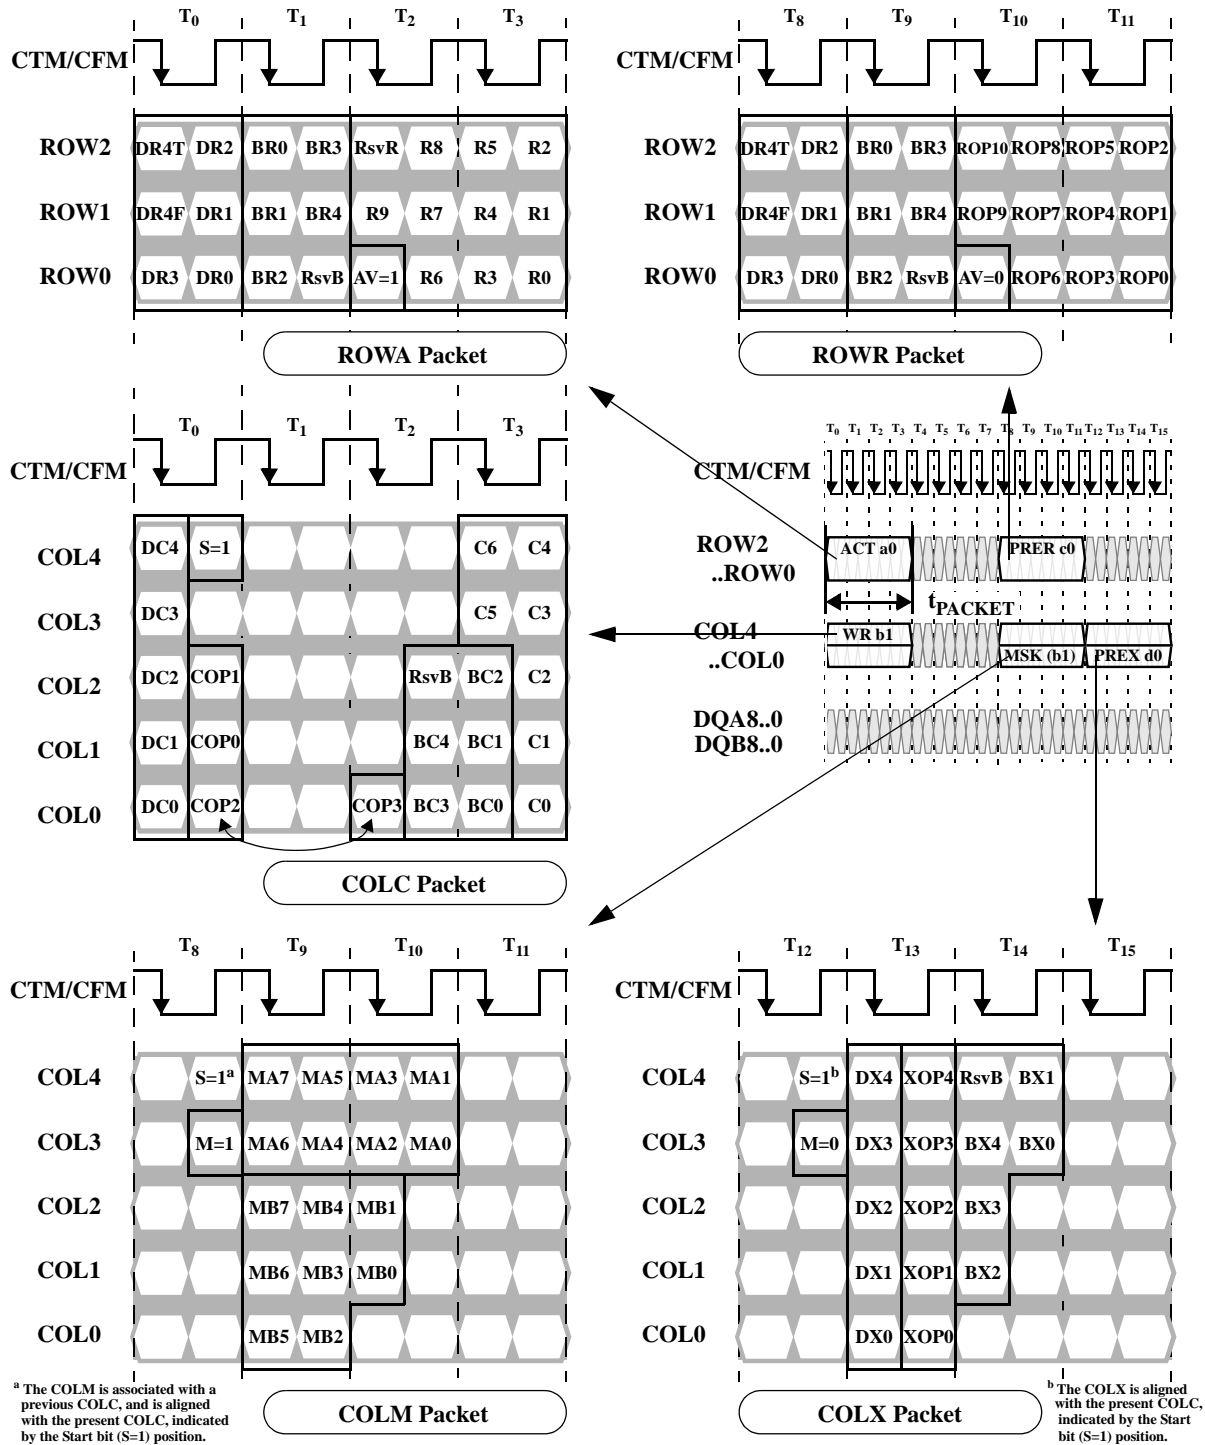 T0 T1 T2 T3
CTM/CFM
ROW2 DR4T DR2 BR0 BR3 RsvR R8 R5 R2
ROW1 DR4F DR1 BR1 BR4 R9 R7 R4 R1
ROW0 DR3 DR0 BR2 RsvB AV=1 R6 R3 R0
ROWA Packet
T8 T9 T10 T11
CTM/CFM
ROW2 DR4T DR2 BR0 BR3 ROP10 ROP8 ROP5 ROP2
ROW1 DR4F DR1 BR1 BR4 ROP9 ROP7 ROP4 ROP1
ROW0 DR3 DR0 BR2 RsvB AV=0 ROP6 ROP3 ROP0
ROWR Packet
T0 T1 T2 T3
CTM/CFM
COL4 DC4 S=1 C6 C4
COL3 DC3 C5 C3
COL2 DC2 COP1 RsvB BC2 C2
COL1 DC1 COP0 BC4 BC1 C1
COL0 DC0 COP2 COP3 BC3 BC0 C0
COLC Packet
T0 T1 T2 T3 T4 T5 T6 T7 T8 T9 T10 T11 T12 T13 T14 T15
CTM/CFM
ROW2 ACT a0 PRER c0
..ROW0
tPACKET
COL4 WR b1
..COL0 MSK (b1) PREX d0
DQA8..0
DQB8..0
T8 T9 T10 T11
CTM/CFM
COL4 S=1a MA7 MA5 MA3 MA1
COL3 M=1 MA6 MA4 MA2 MA0
COL2 MB7 MB4 MB1
COL1 MB6 MB3 MB0
COL0 MB5 MB2
a The COLM is associated with a
previous COLC, and is aligned
with the present COLC, indicated
by the Start bit (S=1) position.
COLM Packet
T12 T13 T14 T15
CTM/CFM
COL4 S=1b DX4 XOP4 RsvB BX1
COL3 M=0 DX3 XOP3 BX4 BX0
COL2 DX2 XOP2 BX3
COL1 DX1 XOP1 BX2
COL0 DX0 XOP0
COLX Packet
b The COLX is aligned
with the present COLC,
indicated by the Start
bit (S=1) position.